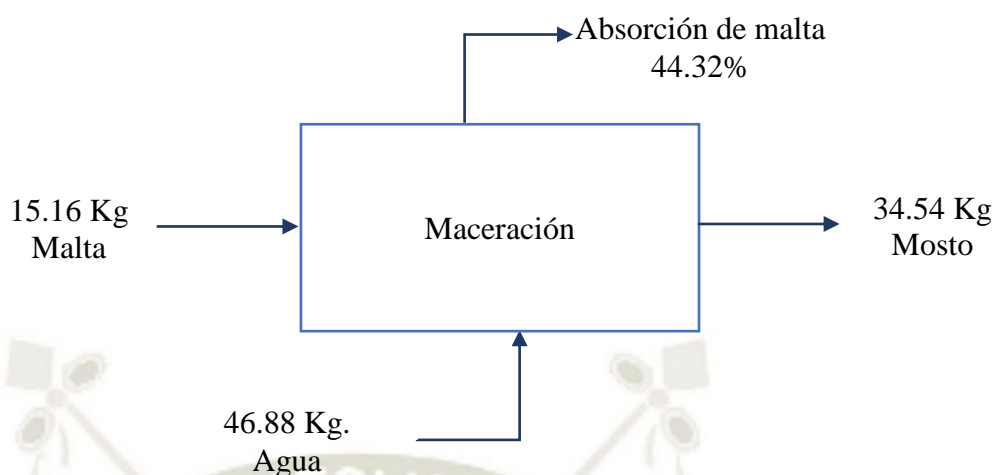 Absorción de malta
44.32%
15.16 Kg
Malta
Maceración
34.54 Kg
Mosto
46.88 Kg.
Agua